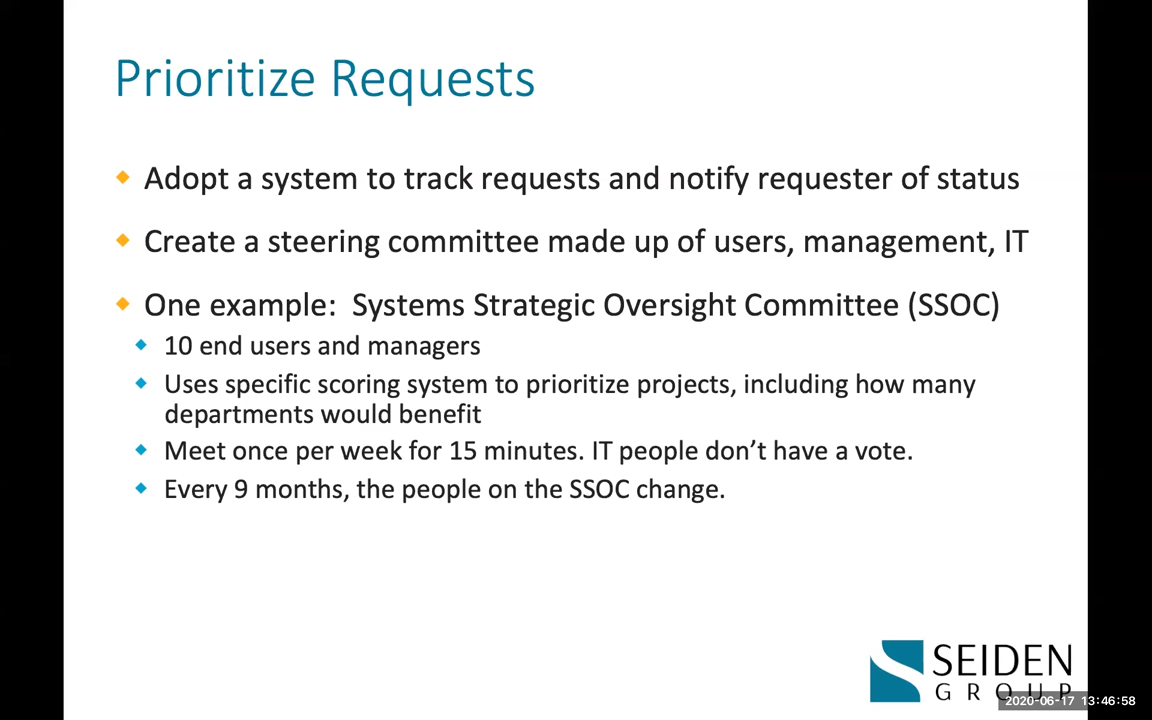 Prioritize Requests
Adopt a system to track requests and notify requester of status
Create a steering committee made up of users, management, IT
One example:  Systems Strategic Oversight Committee (SSOC)
10 end users and managers
Uses specific scoring system to prioritize projects, including how many
departments would benefit
Meet once per week for 15 minutes. IT people don’t have a vote.
Every 9 months, the people on the SSOC change.
SEIDEN
GROUP
2020-06-17 13:46:58